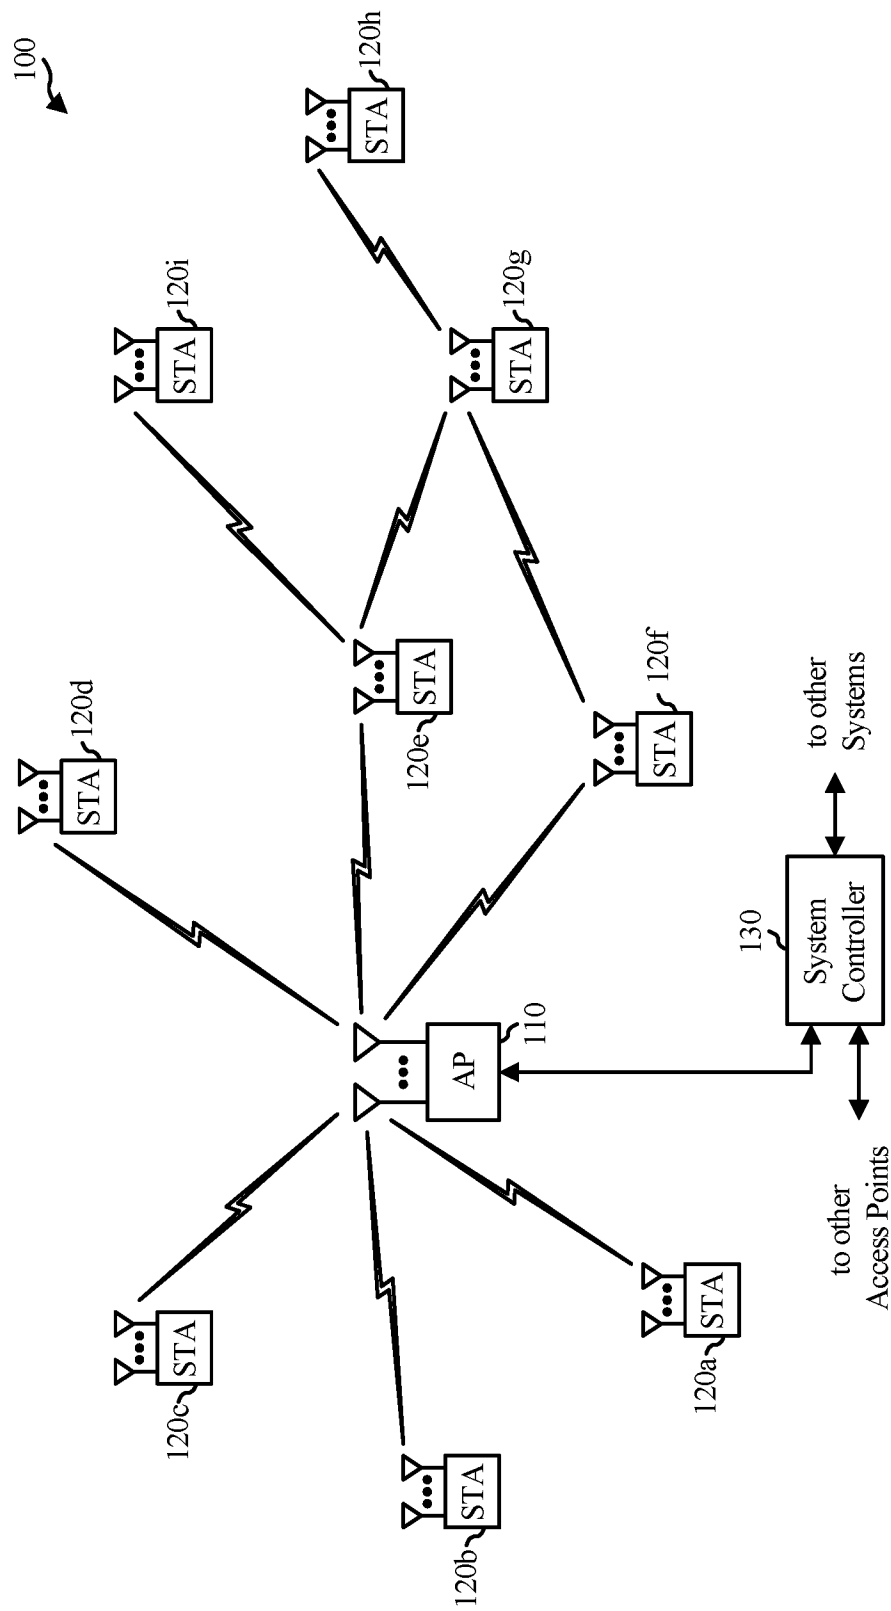 100
STA
120h
STA
120i
STA
120g
STA
120d
STA
120e
STA
120f
AP
110
STA
120c
STA
120b
STA
120a
130
System
Controller
to other
Systems
to other
Access Points